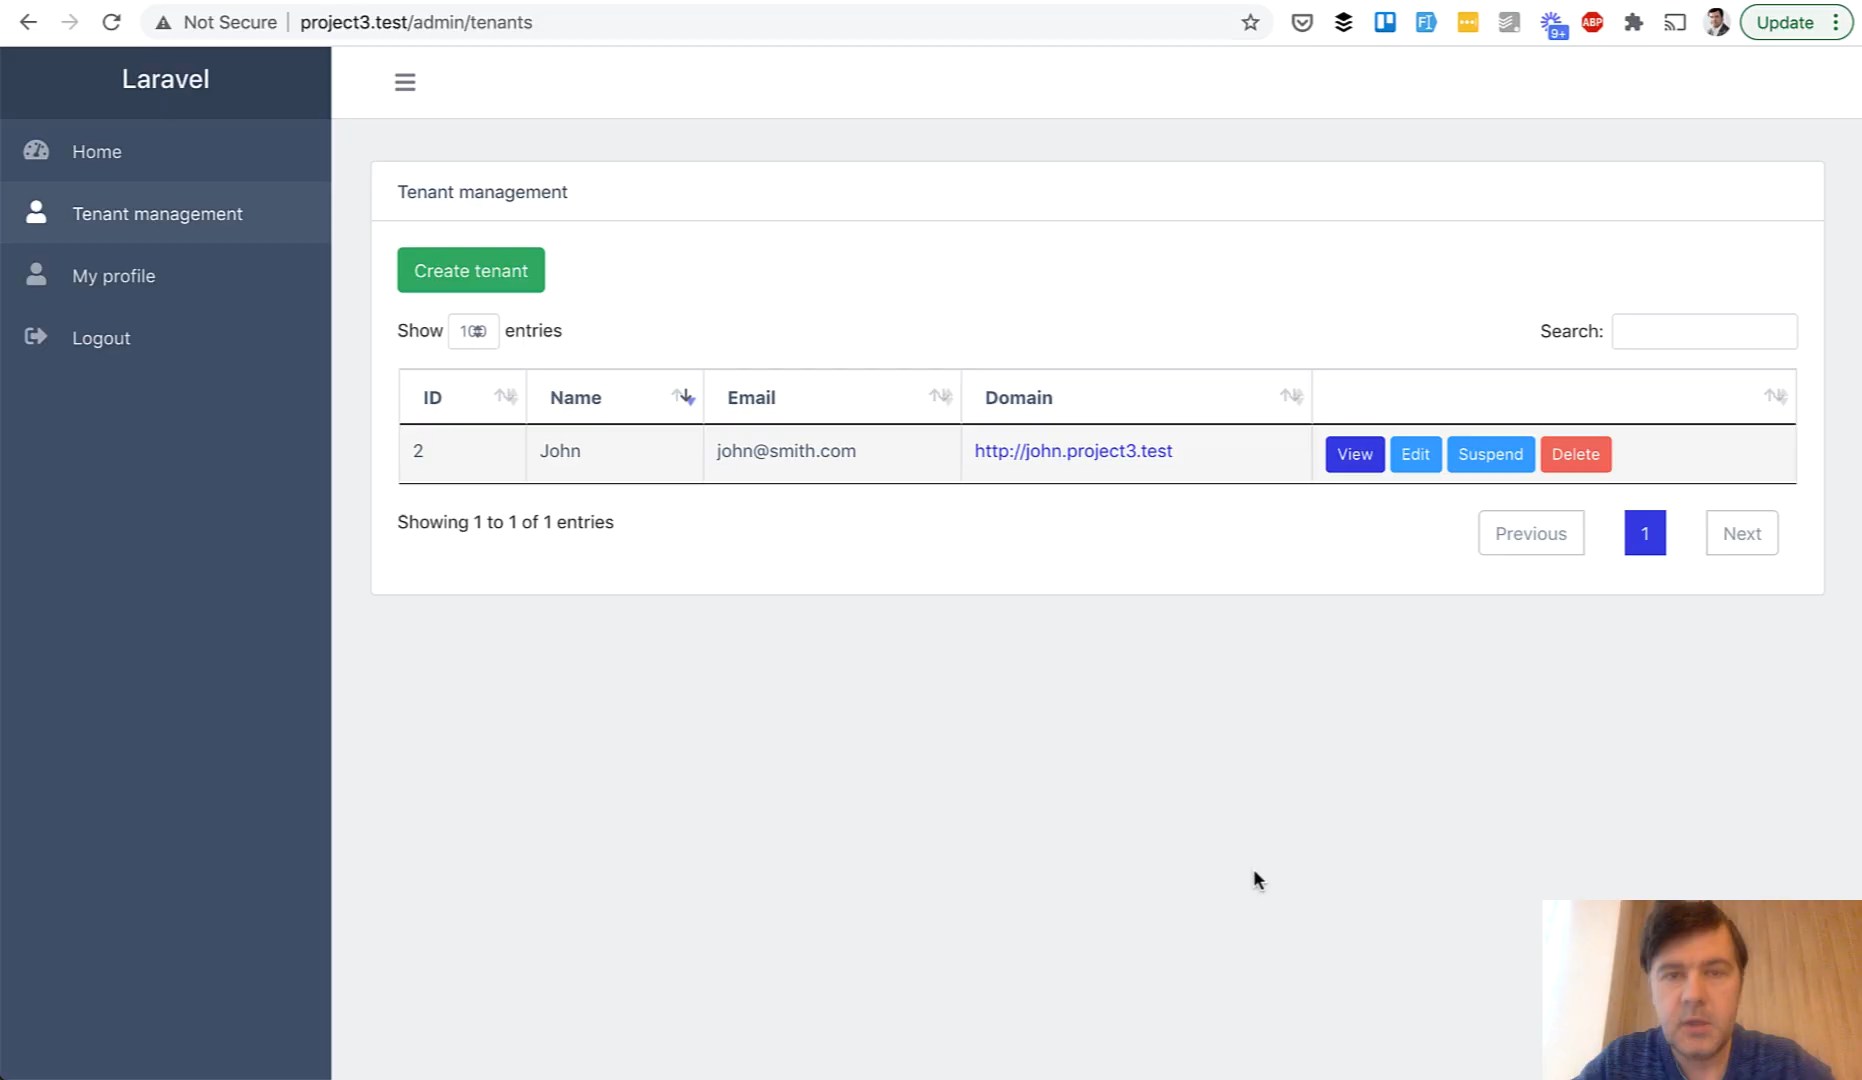 Not Secure | project3.test/admin/tenants
9+
ABP
Update
Laravel
Home
Tenant management
My profile
Logout
Tenant management
Create tenant
Show 100 entries
Search:
ID Name Email Domain
2 John john@smith.com http://john.project3.test View Edit Suspend Delete
Showing 1 to 1 of 1 entries
Previous 1 Next